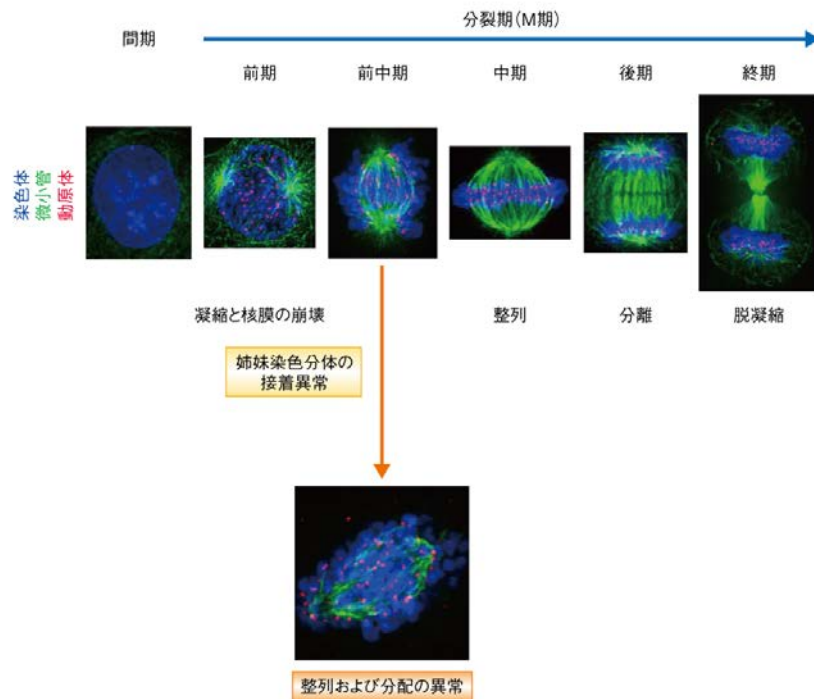 分裂期(M期)
間期
前期
前中期
中期
後期
終期
染色体
微小管
動原体
凝縮と核膜の崩壊
整列
分離
脱凝縮
姉妹染色分体の
接着異常
整列および分配の異常